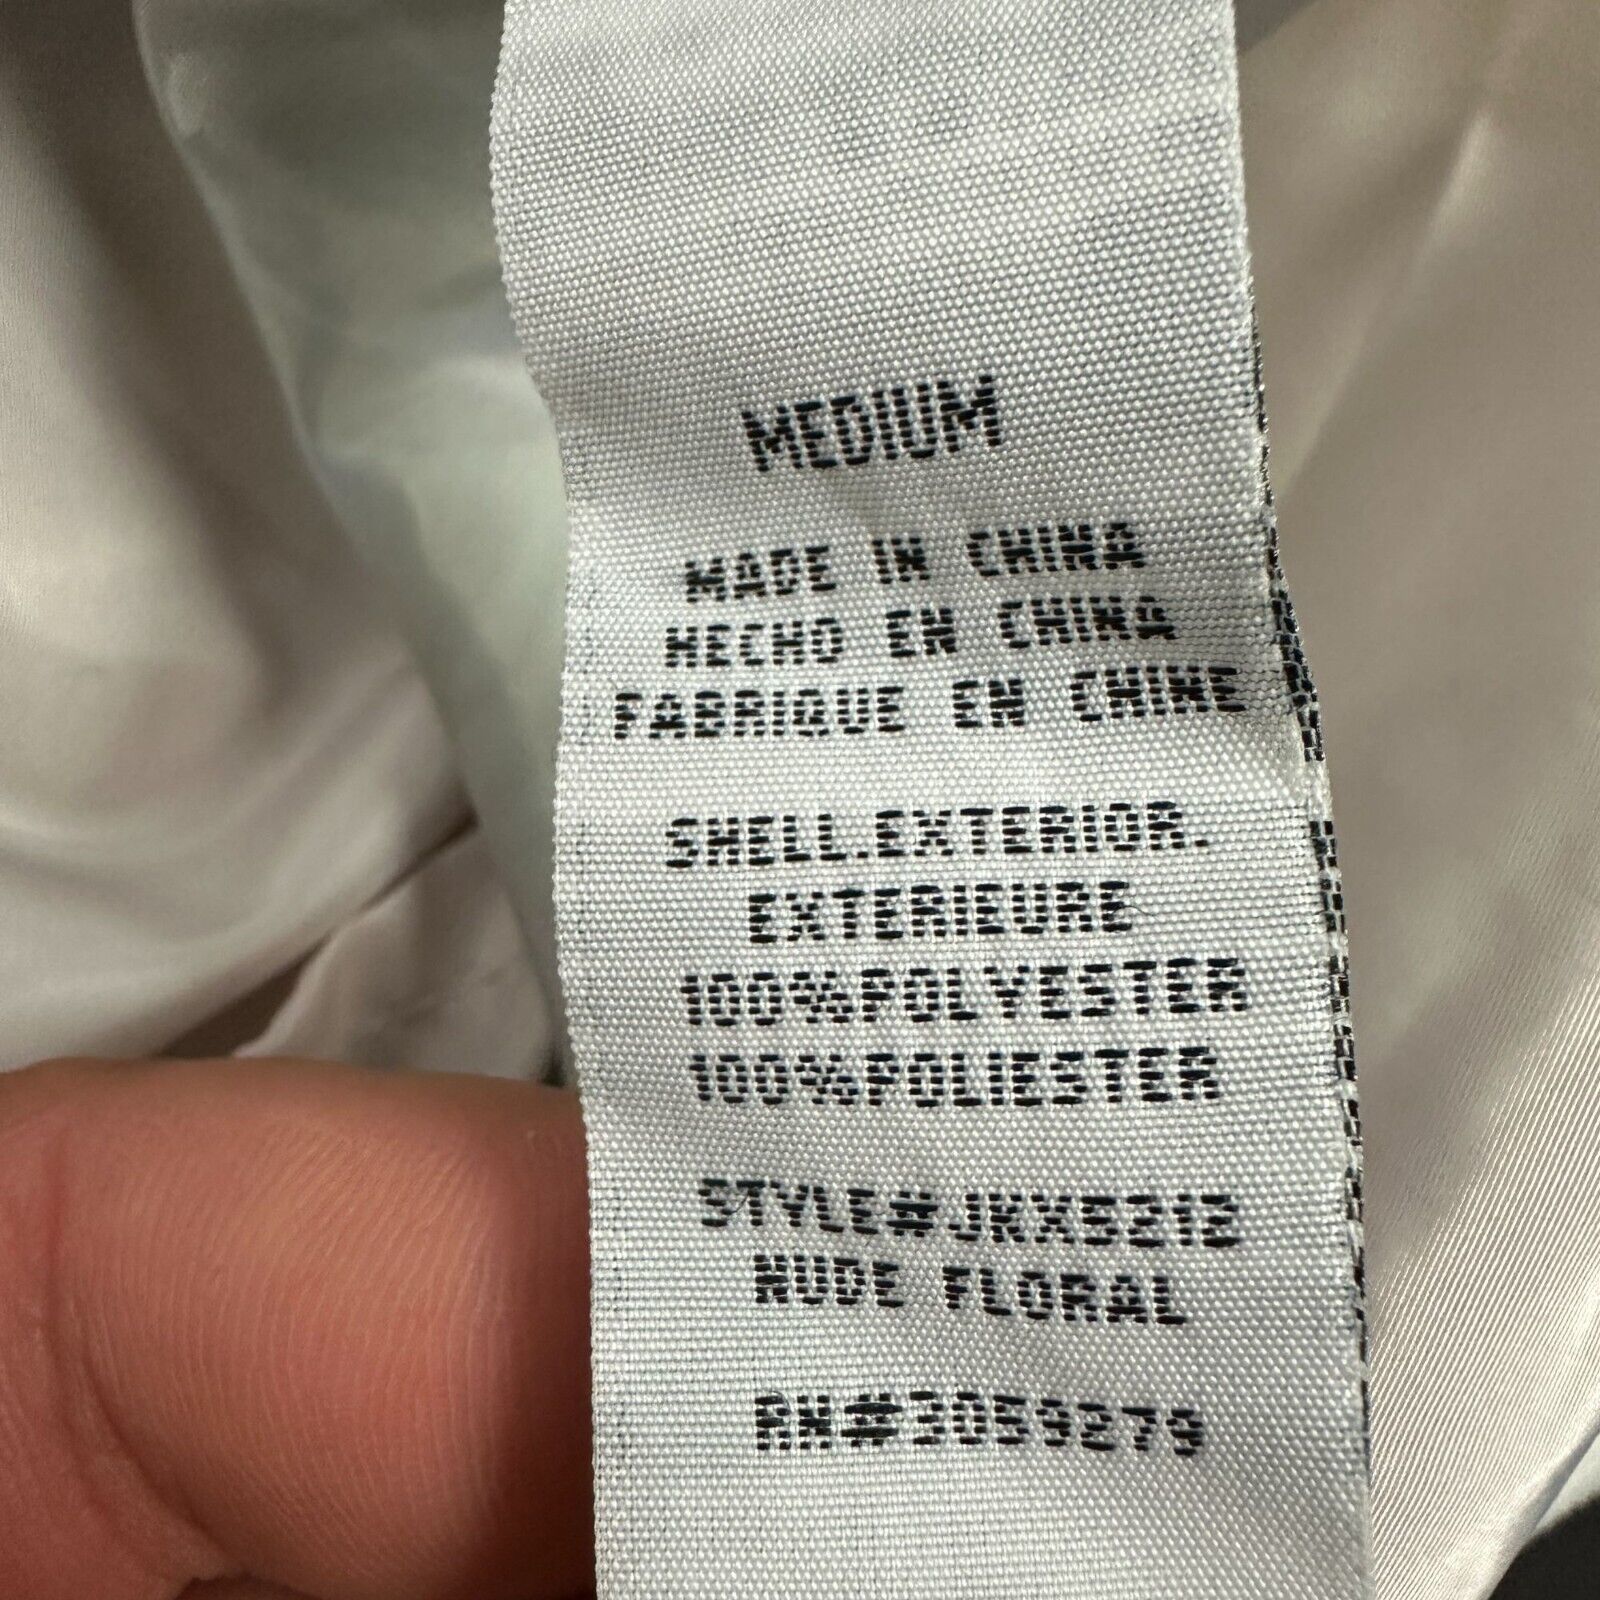 MEDIUM
MADE IN CHINA
HECHO EN CHINA
FABRIQUE EN CHINE
SHELL.EXTERIOR.
EXTERIEURE
100%POLYESTER
100%POLIESTER
STYLE#JKX5212
NUDE FLORAL
RN#3059279